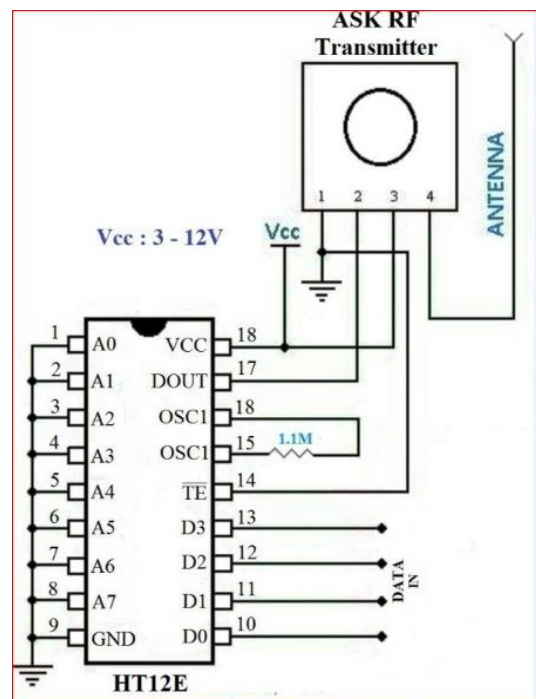 ASK RF
Transmitter
1 2 3 4
ANTENNA
Vcc : 3 - 12V
Vcc
1 A0 VCC 18
2 A1 DOUT 17
3 A2 OSC1 18
1.1M
4 A3 OSC1 15
5 A4 TE 14
6 A5 D3 13
7 A6 D2 12
8 A7 D1 11
9 GND D0 10
DATA
IN
HT12E